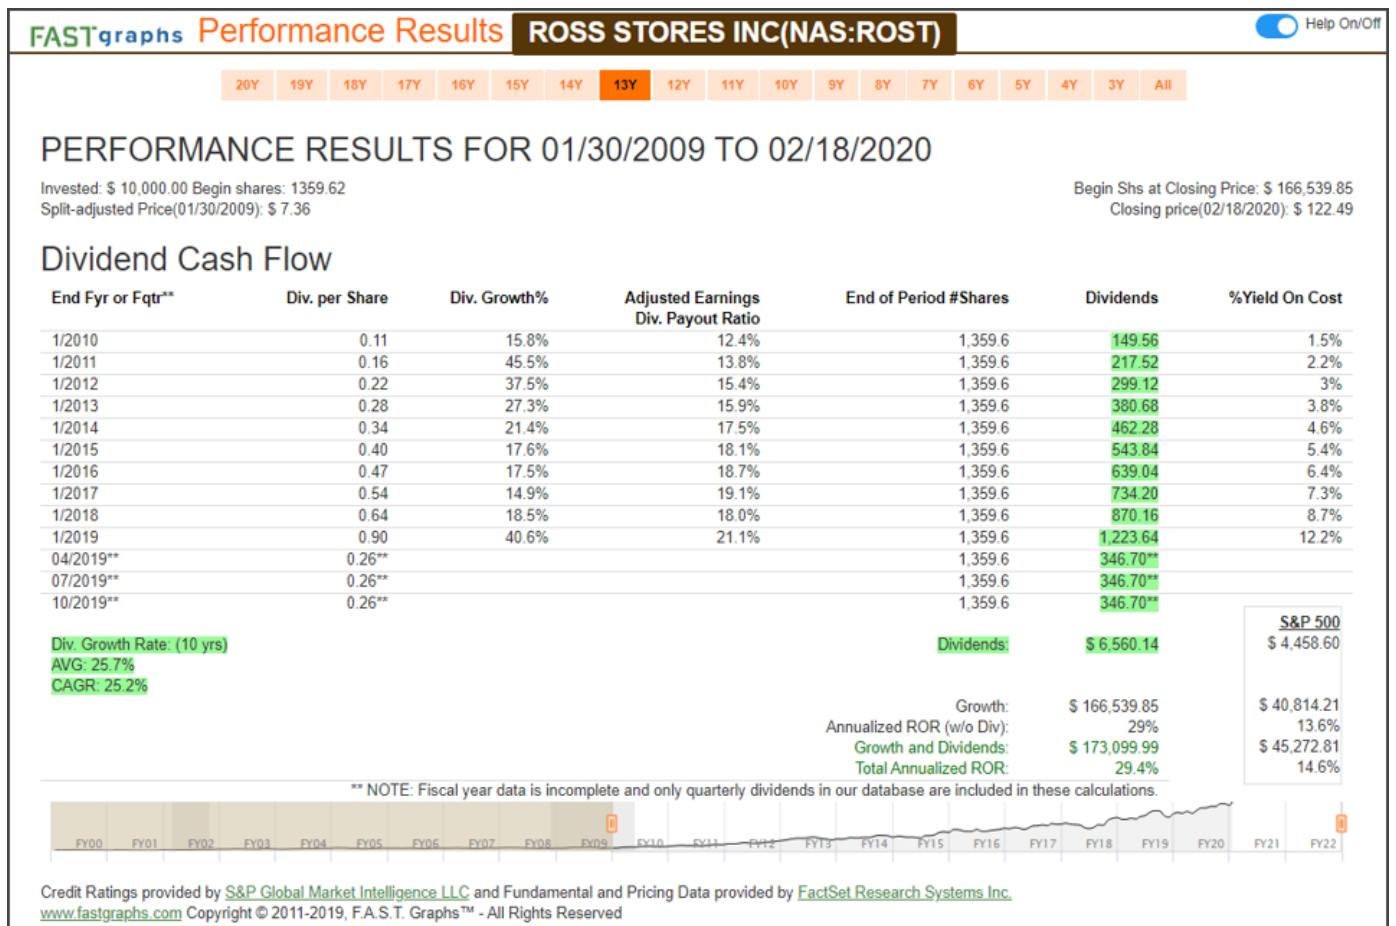 FAST graphs Performance Results ROSS STORES INC(NAS:ROST) Help On/Off
20Y 19Y 18Y 17Y 16Y 15Y 14Y 13Y 12Y 11Y 10Y 9Y 8Y 7Y 6Y 5Y 4Y 3Y All
PERFORMANCE RESULTS FOR 01/30/2009 TO 02/18/2020
Invested: $ 10,000.00 Begin shares: 1359.62 Begin Shs at Closing Price: $ 166,539.85
Split-adjusted Price(01/30/2009): $ 7.36 Closing price(02/18/2020): $ 122.49
Dividend Cash Flow
End Fyr or Fqtr** Div. per Share Div. Growth% Adjusted Earnings End of Period #Shares Dividends %Yield On Cost
Div. Payout Ratio
1/2010 0.11 15.8% 12.4% 1,359.6 149.56 1.5%
1/2011 0.16 45.5% 13.8% 1,359.6 217.52 2.2%
1/2012 0.22 37.5% 15.4% 1,359.6 299.12 3%
1/2013 0.28 27.3% 15.9% 1,359.6 380.68 3.8%
1/2014 0.34 21.4% 17.5% 1,359.6 462.28 4.6%
1/2015 0.40 17.6% 18.1% 1,359.6 543.84 5.4%
1/2016 0.47 17.5% 18.7% 1,359.6 639.04 6.4%
1/2017 0.54 14.9% 19.1% 1,359.6 734.20 7.3%
1/2018 0.64 18.5% 18.0% 1,359.6 870.16 8.7%
1/2019 0.90 40.6% 21.1% 1,359.6 1,223.64 12.2%
04/2019** 0.26** 1,359.6 346.70**
07/2019** 0.26** 1,359.6 346.70**
10/2019** 0.26** 1,359.6 346.70**
S&P 500
Div. Growth Rate: (10 yrs) Dividends: $ 6,560.14 $ 4,458.60
AVG: 25.7%
CAGR: 25.2%
Growth: $ 166,539.85 $ 40,814.21
Annualized ROR (w/o Div): 29% 13.6%
Growth and Dividends: $ 173,099.99 $ 45,272.81
Total Annualized ROR: 29.4% 14.6%
** NOTE: Fiscal year data is incomplete and only quarterly dividends in our database are included in these calculations.
FY00 FY01 FY02 FY03 FY04 FY05 FY06 FY07 FY08 FY09 FY10 FY11 FY12 FY13 FY14 FY15 FY16 FY17 FY18 FY19 FY20 FY21 FY22
Credit Ratings provided by S&P Global Market Intelligence LLC and Fundamental and Pricing Data provided by FactSet Research Systems Inc.
www.fastgraphs.com Copyright © 2011-2019, F.A.S.T. Graphs™ - All Rights Reserved